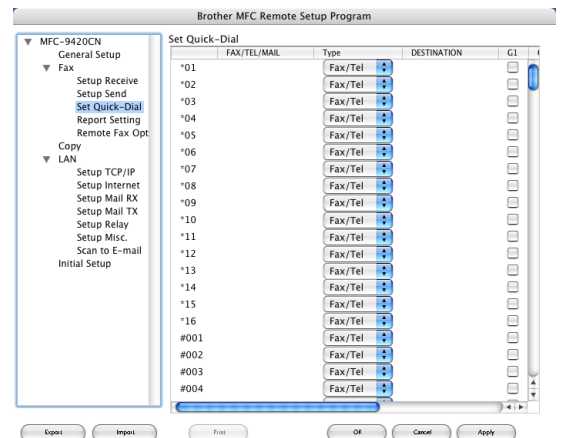 Brother MFC Remote Setup Program
MFC-9420CN
General Setup
Fax
Setup Receive
Setup Send
Set Quick-Dial
Report Setting
Remote Fax Opt
Copy
LAN
Setup TCP/IP
Setup Internet
Setup Mail RX
Setup Mail TX
Setup Relay
Setup Misc.
Scan to E-mail
Initial Setup
Set Quick-Dial
FAX/TEL/MAIL Type DESTINATION G1
*01 Fax/Tel
*02 Fax/Tel
*03 Fax/Tel
*04 Fax/Tel
*05 Fax/Tel
*06 Fax/Tel
*07 Fax/Tel
*08 Fax/Tel
*09 Fax/Tel
*10 Fax/Tel
*11 Fax/Tel
*12 Fax/Tel
*13 Fax/Tel
*14 Fax/Tel
*15 Fax/Tel
*16 Fax/Tel
#001 Fax/Tel
#002 Fax/Tel
#003 Fax/Tel
#004 Fax/Tel
Export Import Print OK Cancel Apply